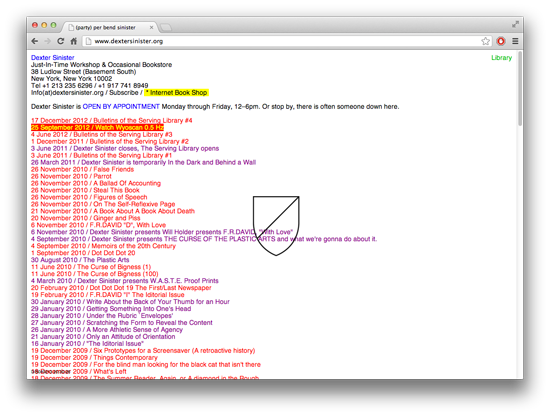 (party) per bend sinister
www.dextersinister.org
Dexter Sinister
Library
Just-In-Time Workshop & Occasional Bookstore
38 Ludlow Street (Basement South)
New York, New York 10002
Tel +1 213 235 6296 / +1 917 741 8949
Info(at)dextersinister.org / Subscribe / * Internet Book Shop
Dexter Sinister is OPEN BY APPOINTMENT Monday through Friday, 12–6pm. Or stop by, there is often someone down here.
17 December 2012 / Bulletins of the Serving Library #4
25 September 2012 / Watch Wyoscan 0.5 Hz
4 June 2012 / Bulletins of the Serving Library #3
1 December 2011 / Bulletins of the Serving Library #2
3 June 2011 / Dexter Sinister closes, The Serving Library opens
3 June 2011 / Bulletins of the Serving Library #1
26 March 2011 / Dexter Sinister is temporarily In the Dark and Behind a Wall
26 November 2010 / False Friends
26 November 2010 / Parrot
26 November 2010 / A Ballad Of Accounting
26 November 2010 / Steal This Book
26 November 2010 / Figures of Speech
26 November 2010 / On The Self-Reflexive Page
21 November 2010 / A Book About A Book About Death
20 November 2010 / Ginger and Piss
11 November 2010 / F.R.DAVID "D", With Love
6 November 2010 / Dexter Sinister presents Will Holder presents F.R.DAVID, "With Love"
4 September 2010 / Dexter Sinister presents THE CURSE OF THE PLASTIC ARTS and what we're gonna do about it.
4 September 2010 / Memoirs of the 20th Century
1 September 2010 / Dot Dot Dot 20
30 August 2010 / The Plastic Arts
11 June 2010 / The Curse of Bigness (1)
11 June 2010 / The Curse of Bigness (100)
4 March 2010 / Dexter Sinister presents W.A.S.T.E. Proof Prints
20 February 2010 / Dot Dot Dot 19 The First/Last Newspaper
19 February 2010 / F.R.DAVID "I" The Iditorial Issue
30 January 2010 / Write About the Back of Your Thumb for an Hour
29 January 2010 / Getting Something Into One's Head
28 January 2010 / Under the Rubric `Envelopes'
27 January 2010 / Scratching the Form to Reveal the Content
26 January 2010 / A More Athletic Sense of Agency
21 January 2010 / Only an Attitude of Orientation
16 January 2010 / "The Iditorial Issue"
19 December 2009 / Six Prototypes for a Screensaver (A retroactive history)
19 December 2009 / Things Contemporary
19 December 2009 / For the blind man looking for the black cat that isn't there
December 2009 / What's Left
18 December 2009 / The Summer Reader, Again, or A diamond in the Rough